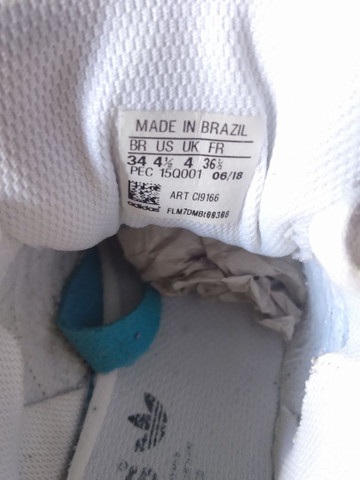 MADE IN BRAZIL
BR US UK FR
34 4½ 4 36⅔
PEC 15Q001 06/18
ART CI9166
adidas